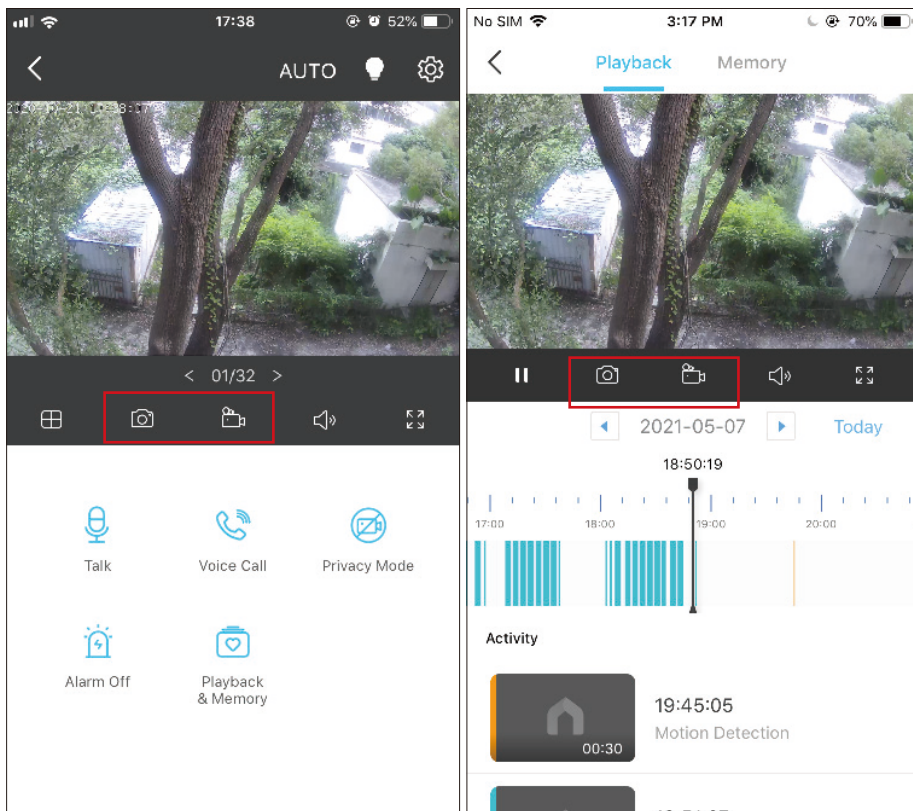 17:38
52%
AUTO
< 01/32 >
Talk
Voice Call
Privacy Mode
Alarm Off
Playback
& Memory
No SIM
3:17 PM
70%
Playback
Memory
2021-05-07
Today
18:50:19
17:00
18:00
19:00
20:00
Activity
00:30
19:45:05
Motion Detection